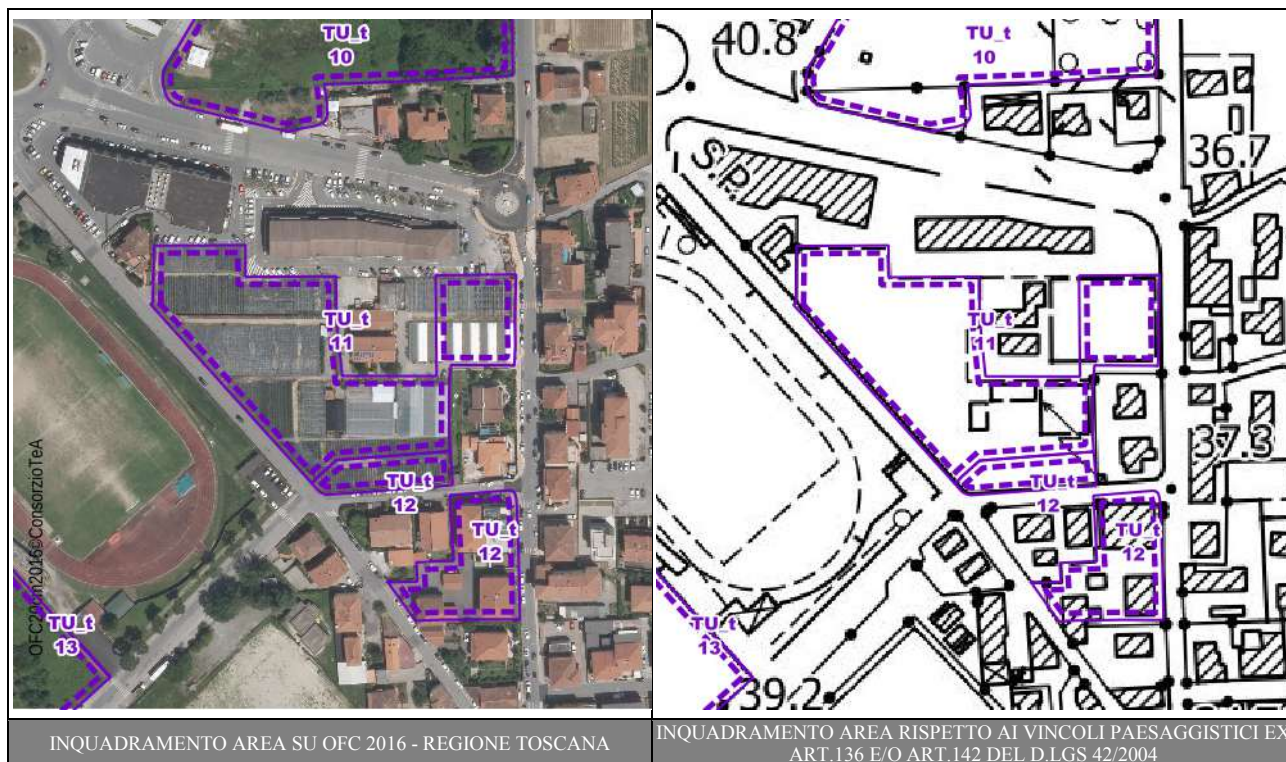 TU_t
10
TU_t
11
TU_t
12
TU_t
12
TU_t
13
OFC20cm2016©ConsorzioTeA
INQUADRAMENTO AREA SU OFC 2016 - REGIONE TOSCANA
40.8
TU_t
10
S.P.
36.7
TU_t
11
37.3
TU_t
12
TU_t
12
TU_t
13
39.2
INQUADRAMENTO AREA RISPETTO AI VINCOLI PAESAGGISTICI EX
ART.136 E/O ART.142 DEL D.LGS 42/2004